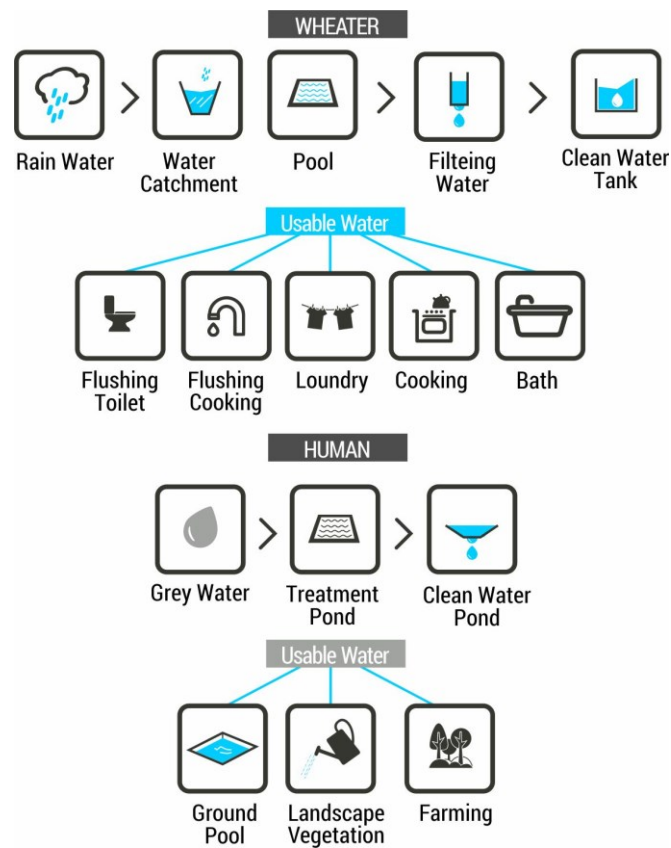 WHEATER
Rain Water
Water
Catchment
Pool
Filteing
Water
Clean Water
Tank
Usable Water
Flushing
Toilet
Flushing
Cooking
Loundry
Cooking
Bath
HUMAN
Grey Water
Treatment
Pond
Clean Water
Pond
Usable Water
Ground
Pool
Landscape
Vegetation
Farming